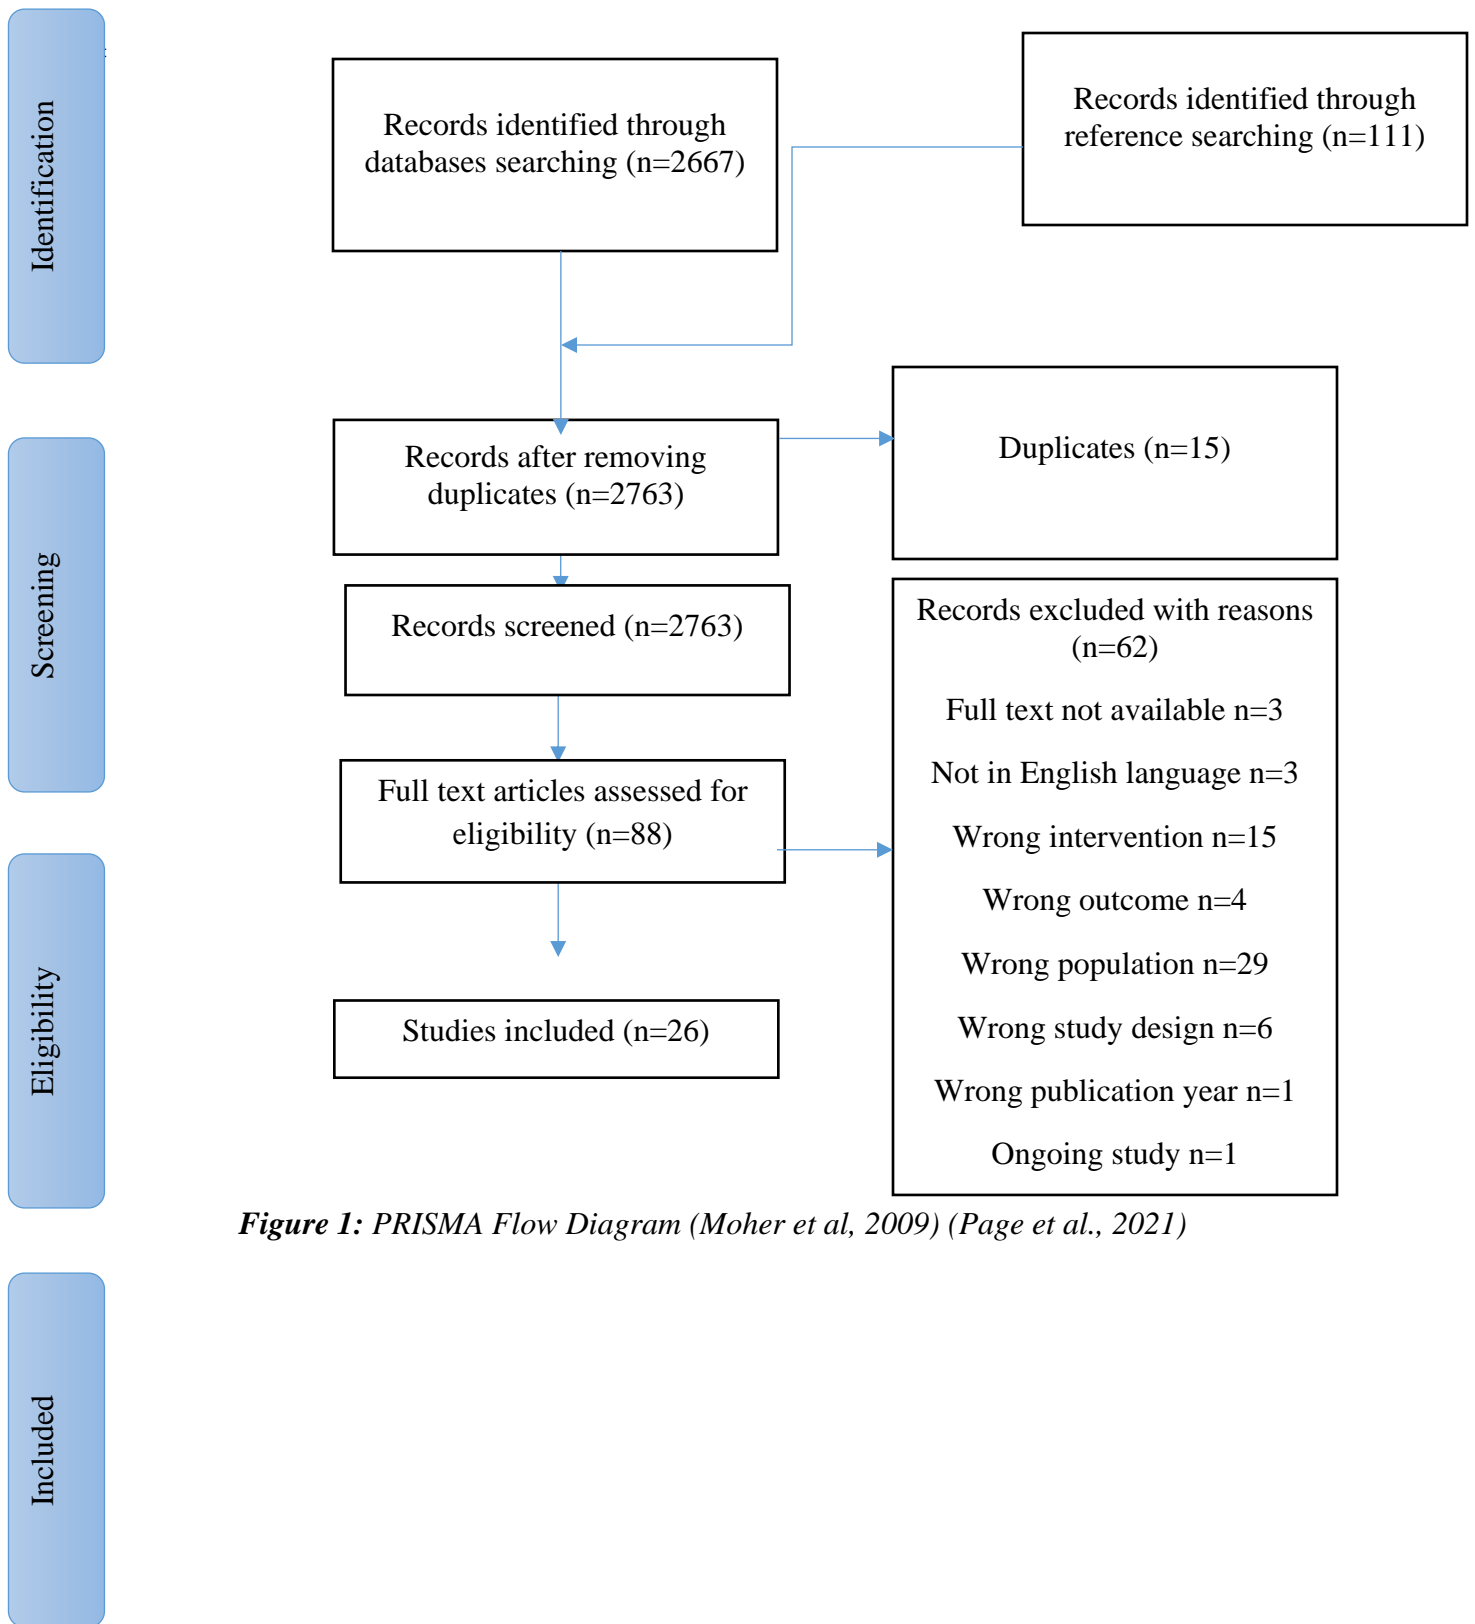 Identification
Records identified through
databases searching (n=2667)
Records identified through
reference searching (n=111)
Screening
Records after removing
duplicates (n=2763)
Duplicates (n=15)
Records screened (n=2763)
Full text articles assessed for
eligibility (n=88)
Records excluded with reasons
(n=62)
Full text not available n=3
Not in English language n=3
Wrong intervention n=15
Wrong outcome n=4
Wrong population n=29
Wrong study design n=6
Wrong publication year n=1
Ongoing study n=1
Eligibility
Studies included (n=26)
Figure 1: PRISMA Flow Diagram (Moher et al, 2009) (Page et al., 2021)
Included